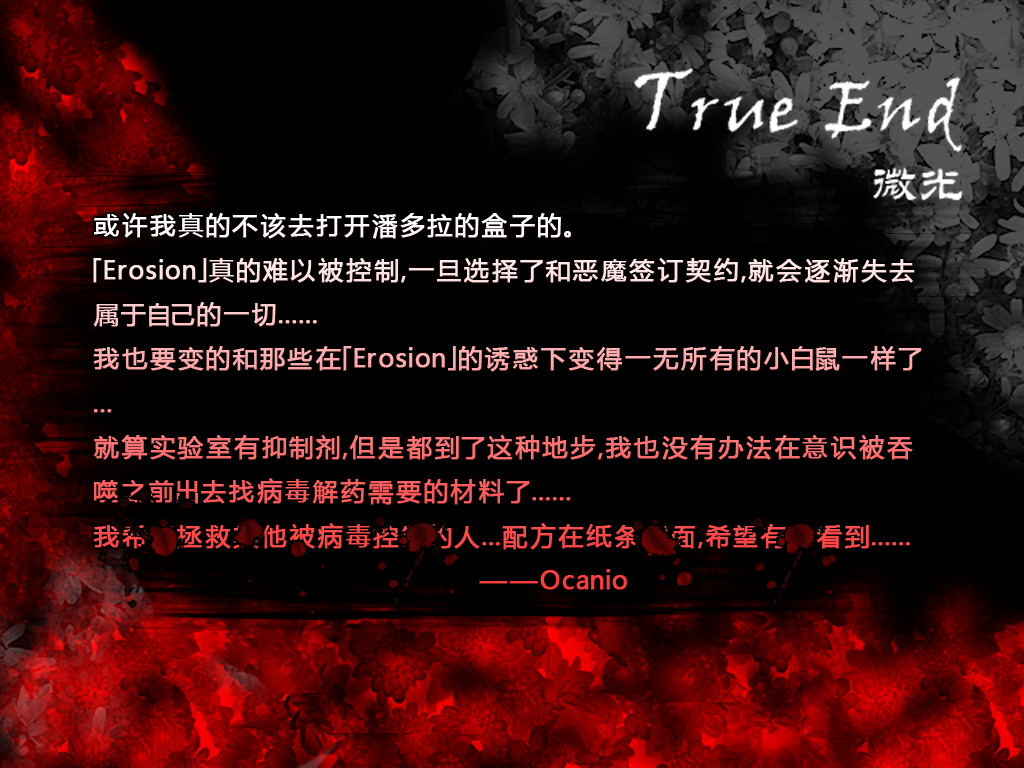 True End
微光
或许我真的不该去打开潘多拉的盒子的。
「Erosion」真的难以被控制,一旦选择了和恶魔签订契约,就会逐渐失去
属于自己的一切......
我也要变的和那些在「Erosion」的诱惑下变得一无所有的小白鼠一样了
...
就算实验室有抑制剂,但是都到了这种地步,我也没有办法在意识被吞
噬之前出去找病毒解药需要的材料了......
我希 拯救其他被病毒控制的人...配方在纸条 面,希望有 看到......
——Ocanio